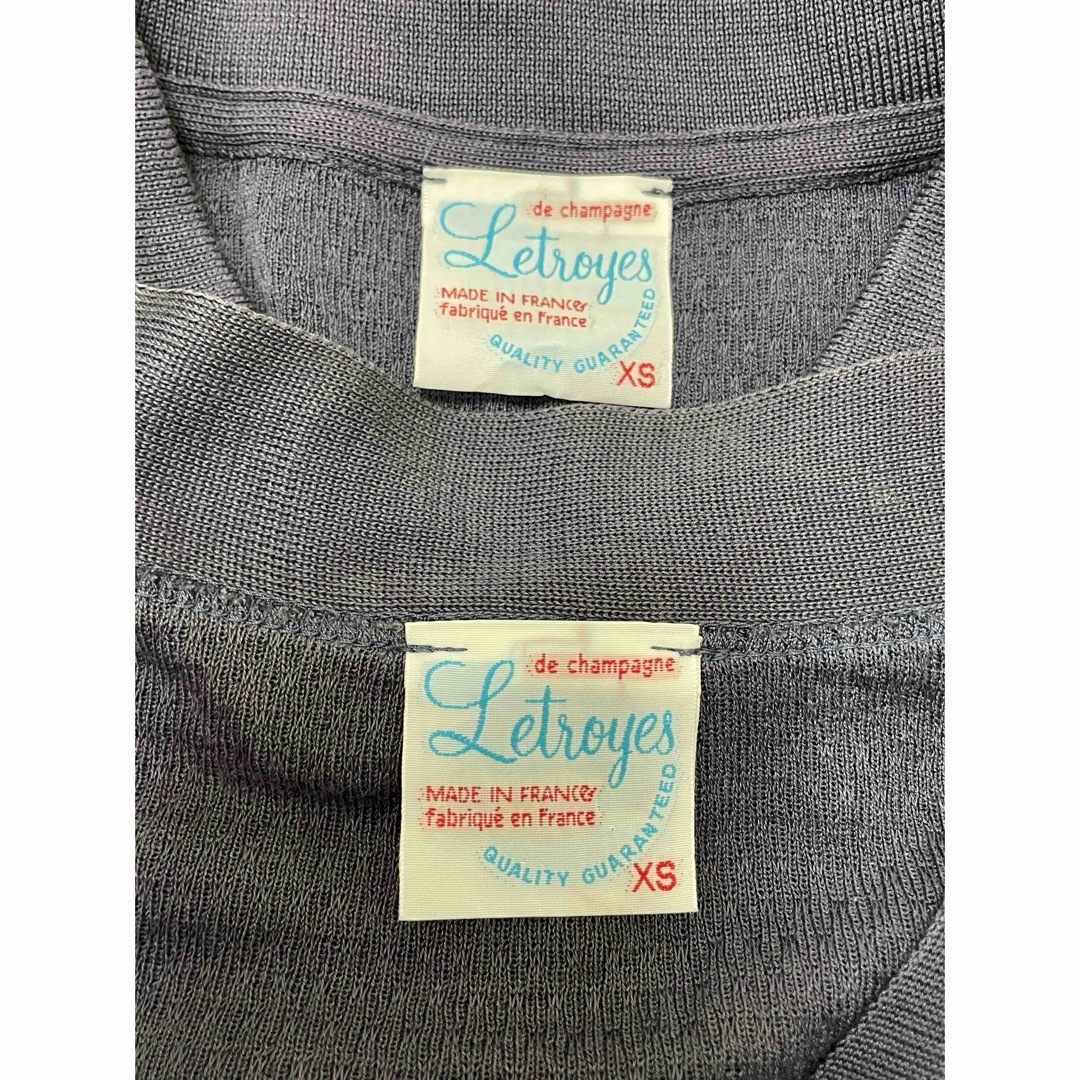 de champagne
Letroyes
MADE IN FRANCE
fabriqué en France
QUALITY GUARANTEED
XS
de champagne
Letroyes
MADE IN FRANCE
fabriqué en France
QUALITY GUARANTEED
XS